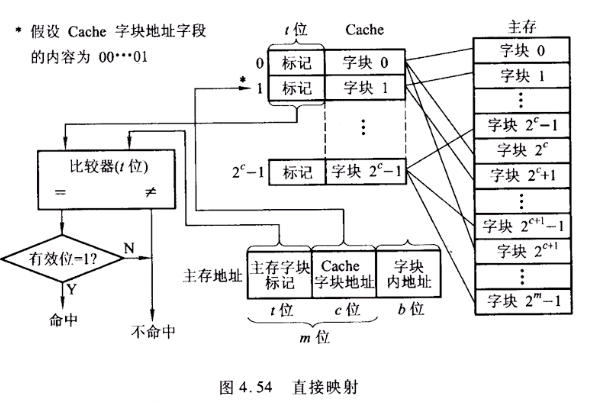 * 假设 Cache 字块地址字段
的内容为 00…01
t 位
Cache
主存
0 标记 字块 0
* 1 标记 字块 1
⋮
2^c-1 标记 字块 2^c-1
字块 0
字块 1
⋮
字块 2^c-1
字块 2^c
字块 2^c+1
⋮
字块 2^{c+1}-1
字块 2^{c+1}
⋮
字块 2^m-1
比较器(t 位)
= ≠
有效位=1?
N
Y
命中
不命中
主存地址
主存字块
标记
Cache
字块地址
字块
内地址
t 位 c 位 b 位
m 位
图 4.54 直接映射